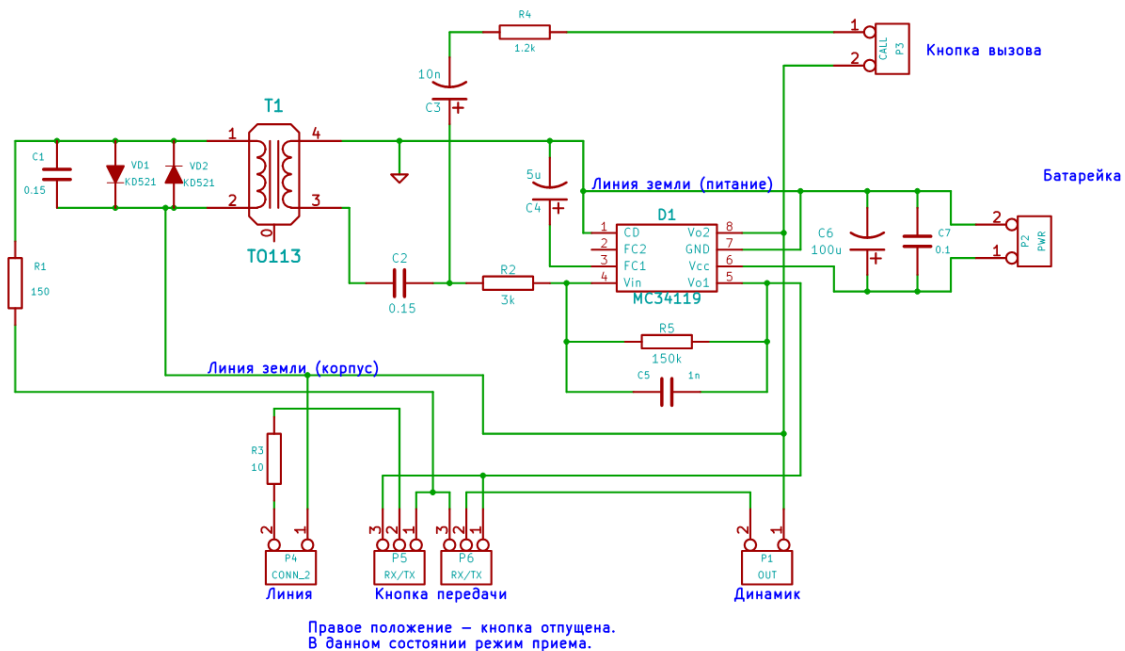 R4
1.2k
1
2
CALL
P3
Кнопка вызова
10n
C3
T1
1
4
2
3
0
TO113
C1
0.15
VD1
KD521
VD2
KD521
5u
C4
Линия земли (питание)
Батарейка
D1
1 CD Vo2 8
2 FC2 GND 7
3 FC1 Vcc 6
4 Vin Vo1 5
MC34119
C6
100u
C7
0.1
2
1
P2
PWR
R1
150
C2
0.15
R2
3k
R5
150k
C5 1n
Линия земли (корпус)
R3
10
2 1
3 2 1
3 2 1
2 1
P4
CONN_2
P5
RX/TX
P6
RX/TX
P1
OUT
Линия
Кнопка передачи
Динамик
Правое положение – кнопка отпущена.
В данном состоянии режим приема.